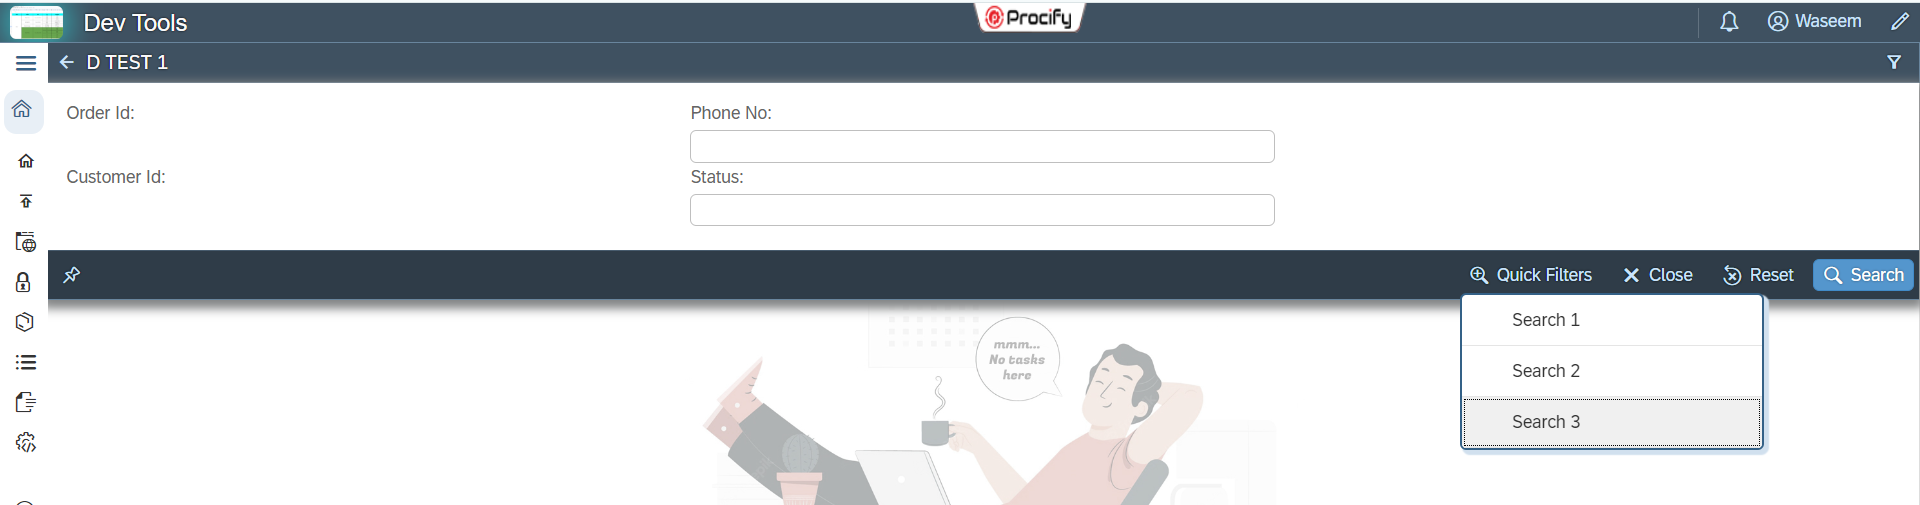 Dev Tools
Procify
Waseem
D TEST 1
Order Id:
Phone No:
Customer Id:
Status:
Quick Filters
Close
Reset
Search
Search 1
Search 2
Search 3
mmm...
No tasks
here